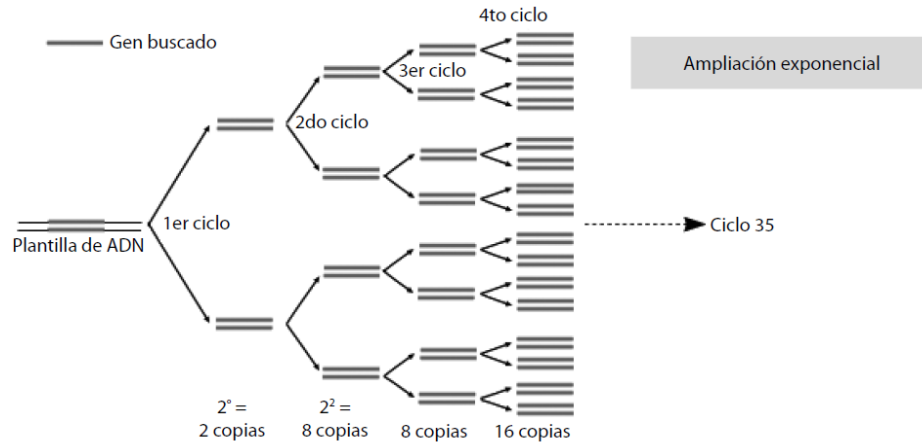 4to ciclo
Gen buscado
Ampliación exponencial
3er ciclo
2do ciclo
1er ciclo
Plantilla de ADN
Ciclo 35
2° =
2 copias
2² =
8 copias
8 copias
16 copias